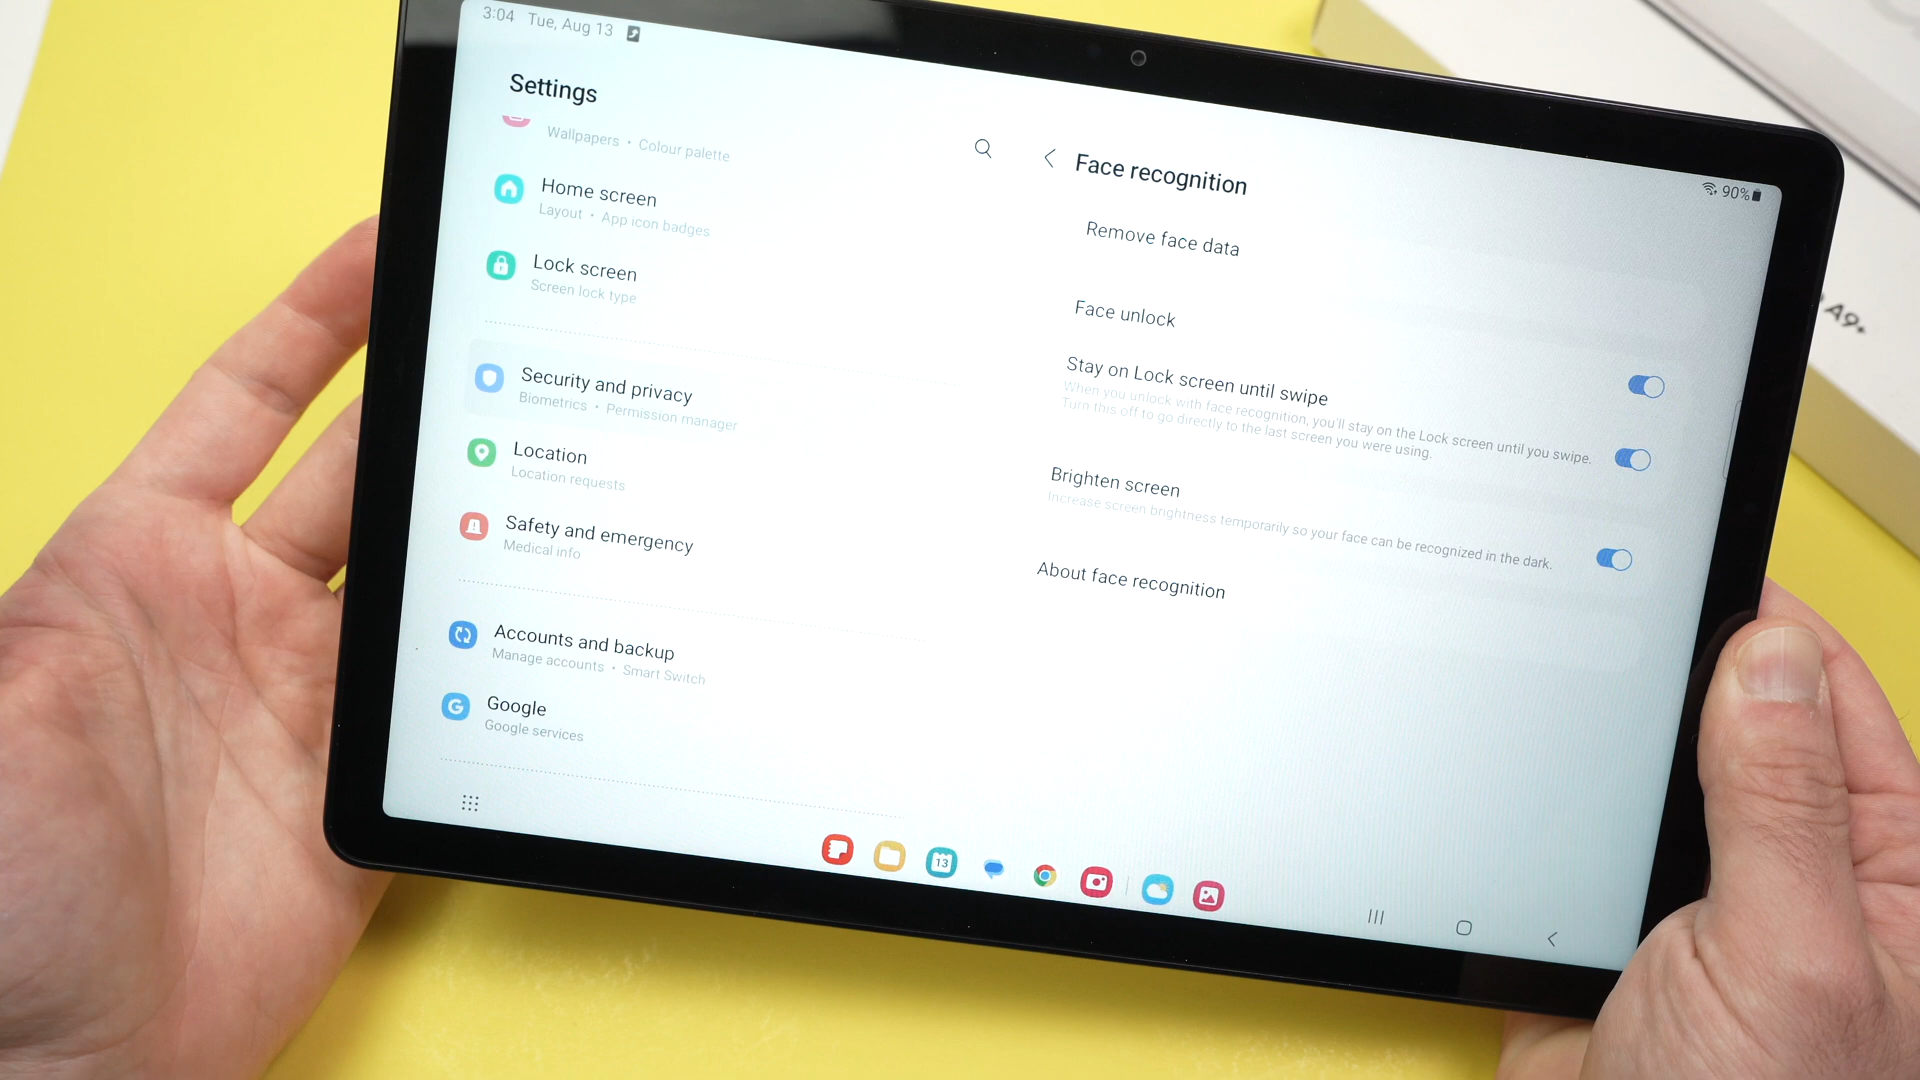 3:04 Tue, Aug 13
90%
Settings
Wallpapers • Colour palette
Home screen
Layout • App icon badges
Lock screen
Screen lock type
Security and privacy
Biometrics • Permission manager
Location
Location requests
Safety and emergency
Medical info
Accounts and backup
Manage accounts • Smart Switch
Google
Google services
Face recognition
Remove face data
Face unlock
Stay on Lock screen until swipe
When you unlock with face recognition, you'll stay on the Lock screen until you swipe.
Turn this off to go directly to the last screen you were using.
Brighten screen
Increase screen brightness temporarily so your face can be recognized in the dark.
About face recognition
13
A9+